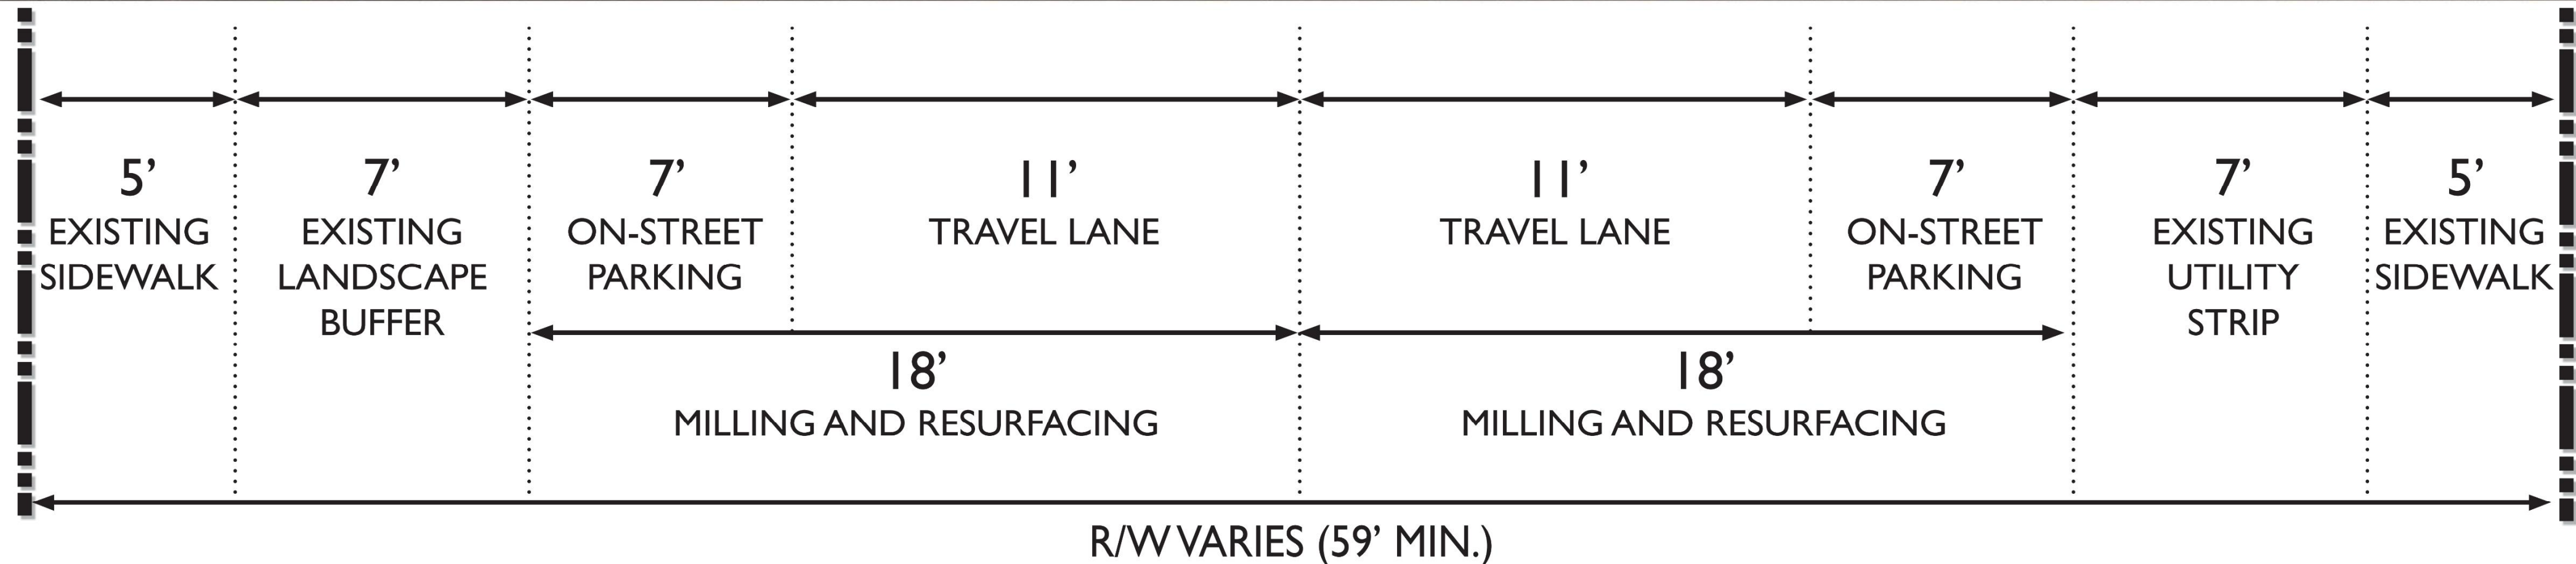 5’
EXISTING
SIDEWALK
7’
EXISTING
LANDSCAPE
BUFFER
7’
ON-STREET
PARKING
11’
TRAVEL LANE
11’
TRAVEL LANE
7’
ON-STREET
PARKING
7’
EXISTING
UTILITY
STRIP
5’
EXISTING
SIDEWALK
18’
MILLING AND RESURFACING
18’
MILLING AND RESURFACING
R/W VARIES (59’ MIN.)